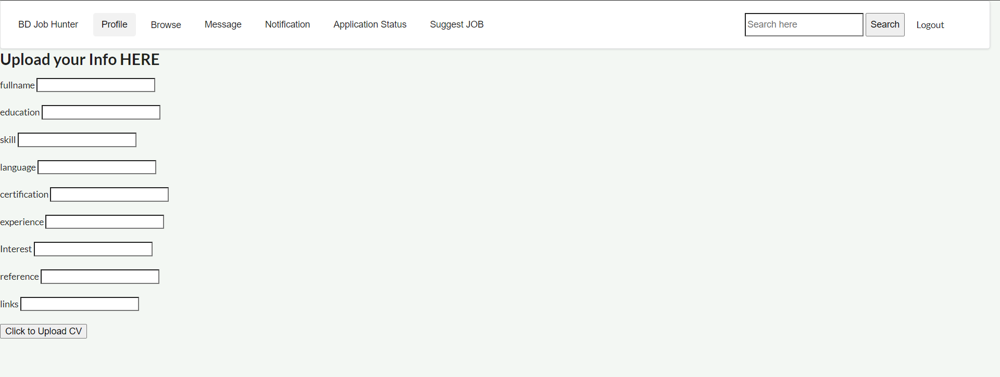 BD Job Hunter Profile Browse Message Notification Application Status Suggest JOB Search here Search Logout
Upload your Info HERE
fullname
education
skill
language
certification
experience
Interest
reference
links
Click to Upload CV